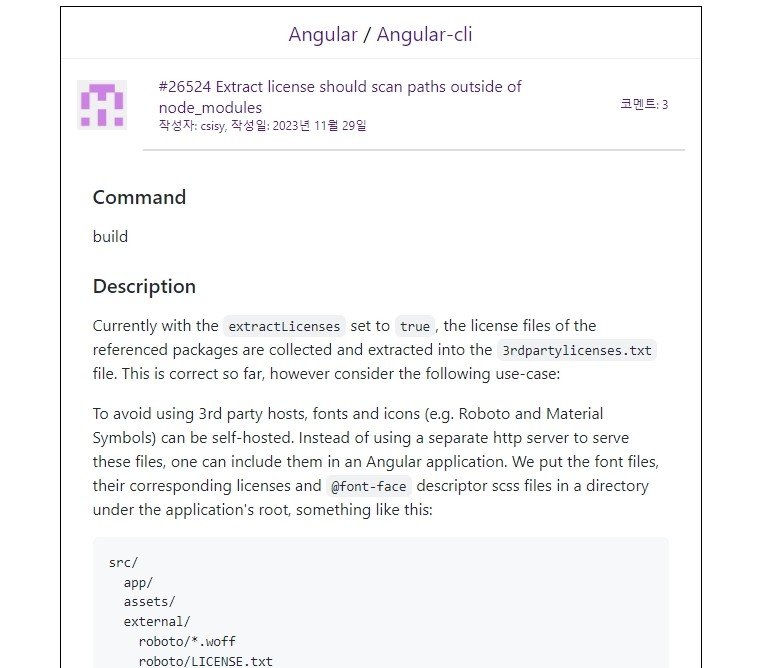 Angular / Angular-cli
#26524 Extract license should scan paths outside of
node_modules
작성자: csisy, 작성일: 2023년 11월 29일
코멘트: 3
Command
build
Description
Currently with the extractLicenses set to true, the license files of the
referenced packages are collected and extracted into the 3rdpartylicenses.txt
file. This is correct so far, however consider the following use-case:
To avoid using 3rd party hosts, fonts and icons (e.g. Roboto and Material
Symbols) can be self-hosted. Instead of using a separate http server to serve
these files, one can include them in an Angular application. We put the font files,
their corresponding licenses and @font-face descriptor scss files in a directory
under the application's root, something like this:
src/
  app/
  assets/
  external/
    roboto/*.woff
    roboto/LICENSE.txt